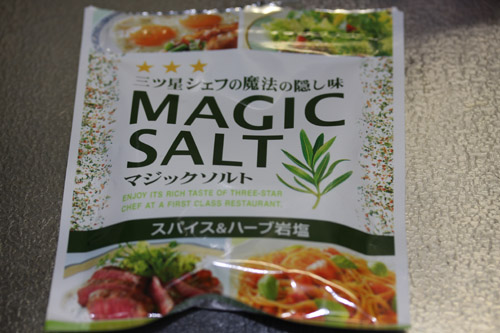 三ツ星シェフの魔法の隠し味
MAGIC
SALT
マジックソルト
ENJOY ITS RICH TASTE OF THREE-STAR
CHEF AT A FIRST CLASS RESTAURANT.
スパイス&ハーブ岩塩